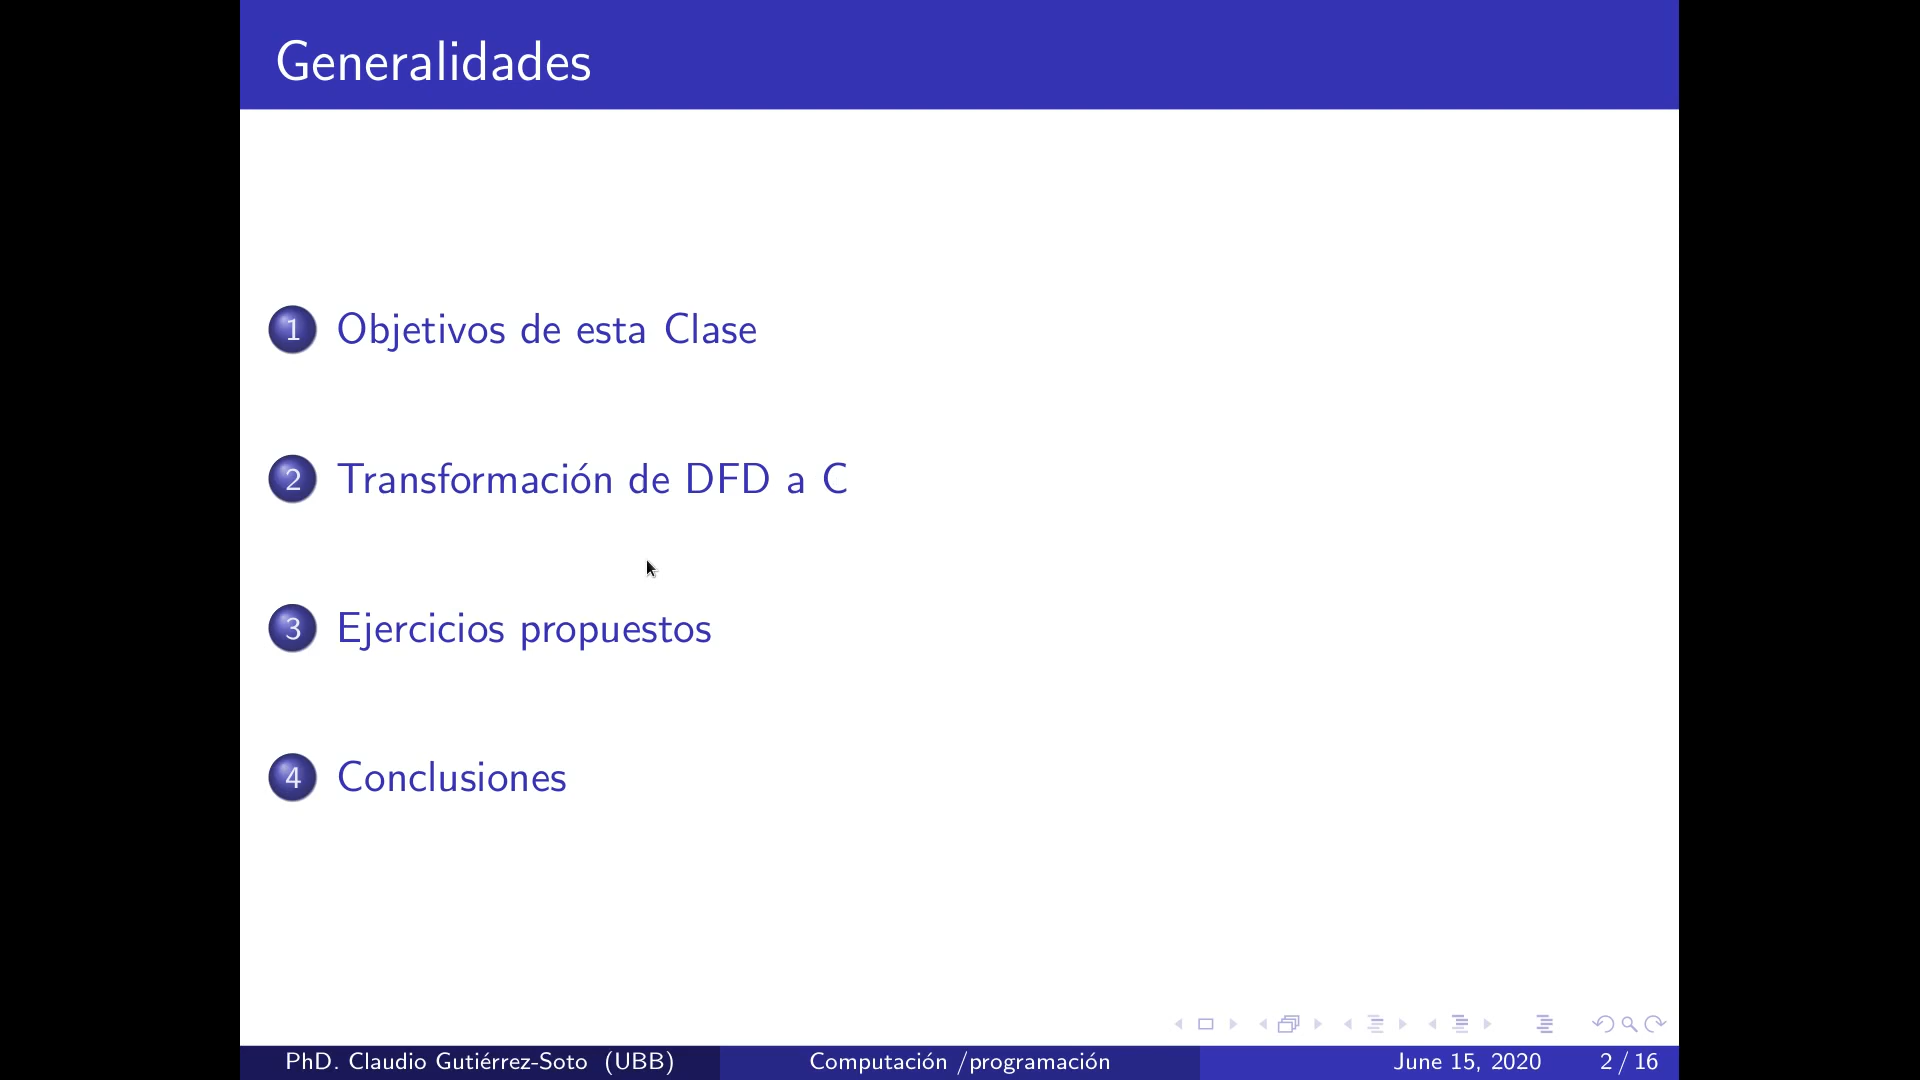 Generalidades
1 Objetivos de esta Clase
2 Transformación de DFD a C
3 Ejercicios propuestos
4 Conclusiones
PhD. Claudio Gutiérrez-Soto (UBB) Computación /programación June 15, 2020 2 / 16